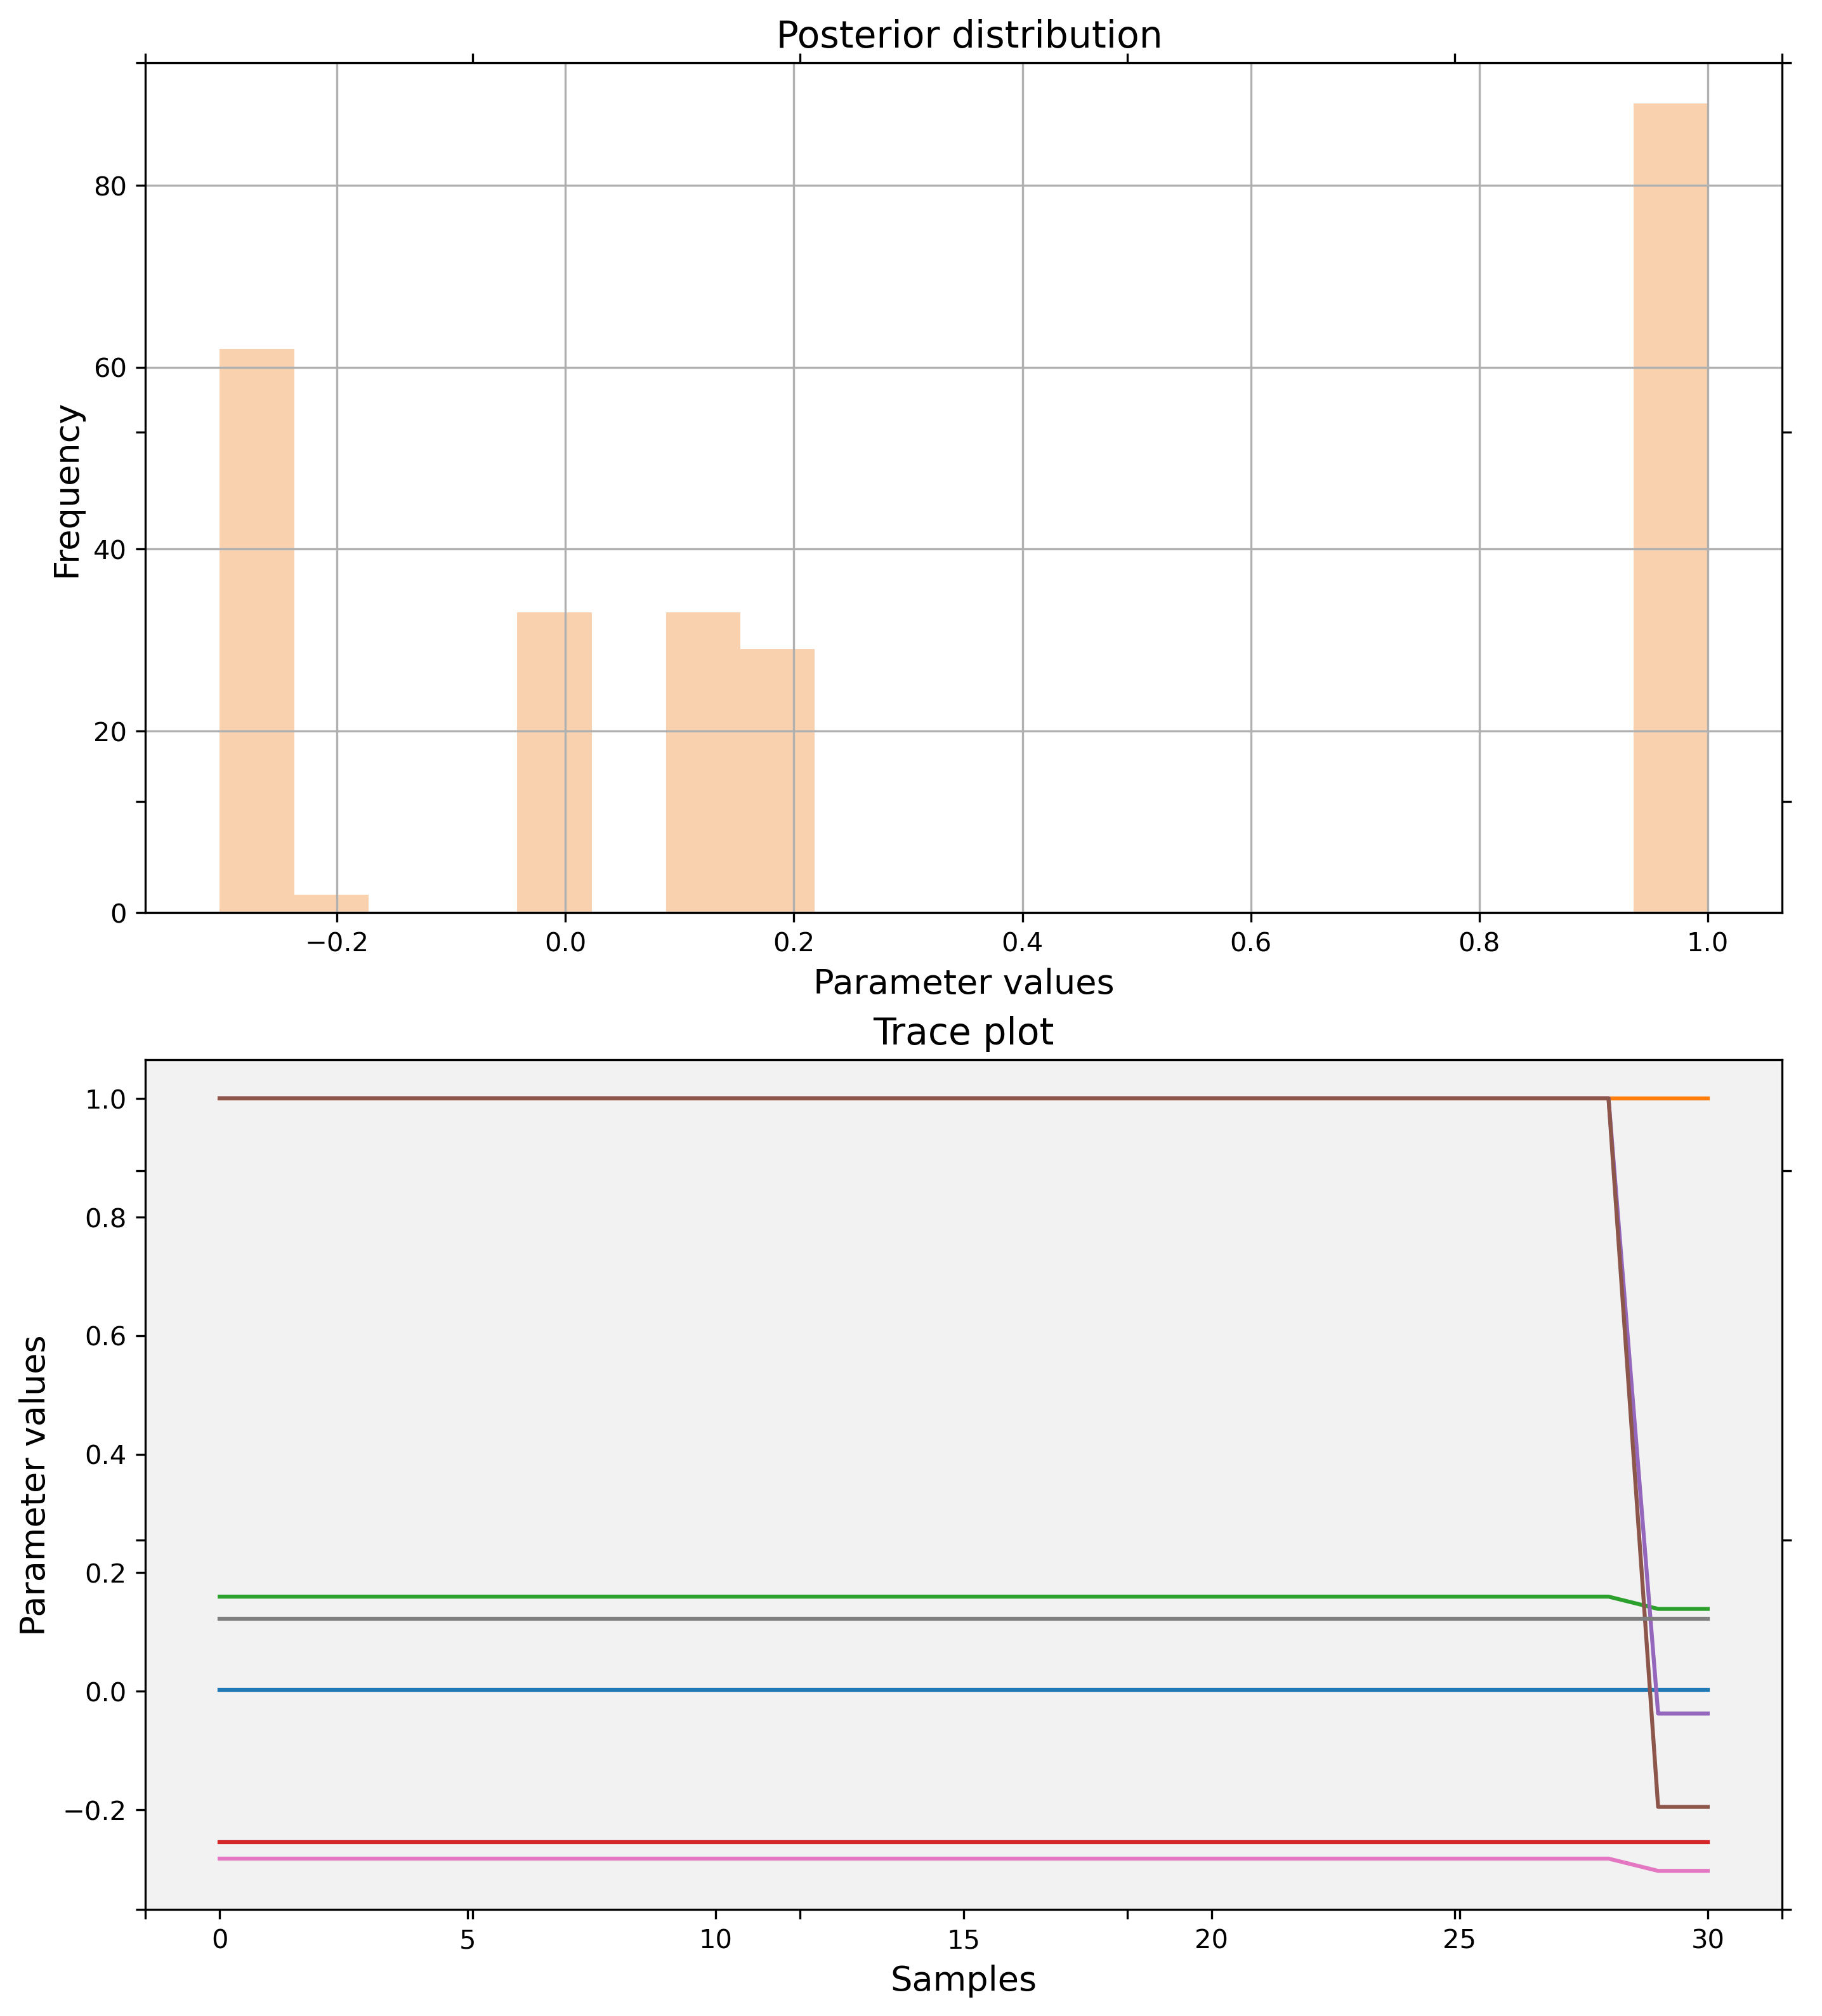 Posterior distribution
80
60
40
20
0
Frequency
−0.2 0.0 0.2 0.4 0.6 0.8 1.0
Parameter values
Trace plot
1.0
0.8
0.6
0.4
0.2
0.0
−0.2
Parameter values
0 5 10 15 20 25 30
Samples